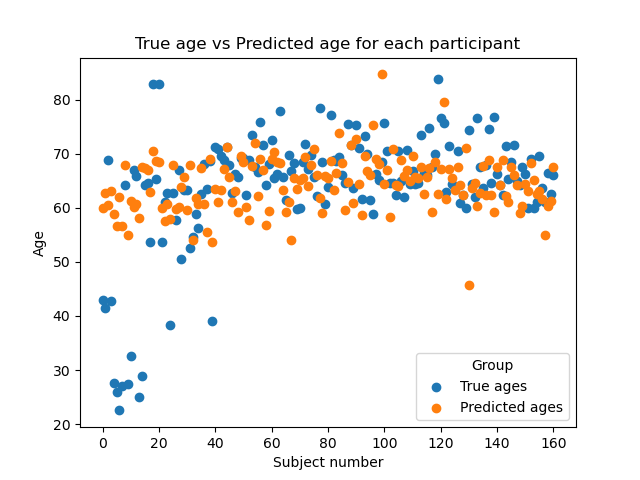 True age vs Predicted age for each participant
Age
80
70
60
50
40
30
20
0
20
40
60
80
100
120
140
160
Subject number
Group
True ages
Predicted ages